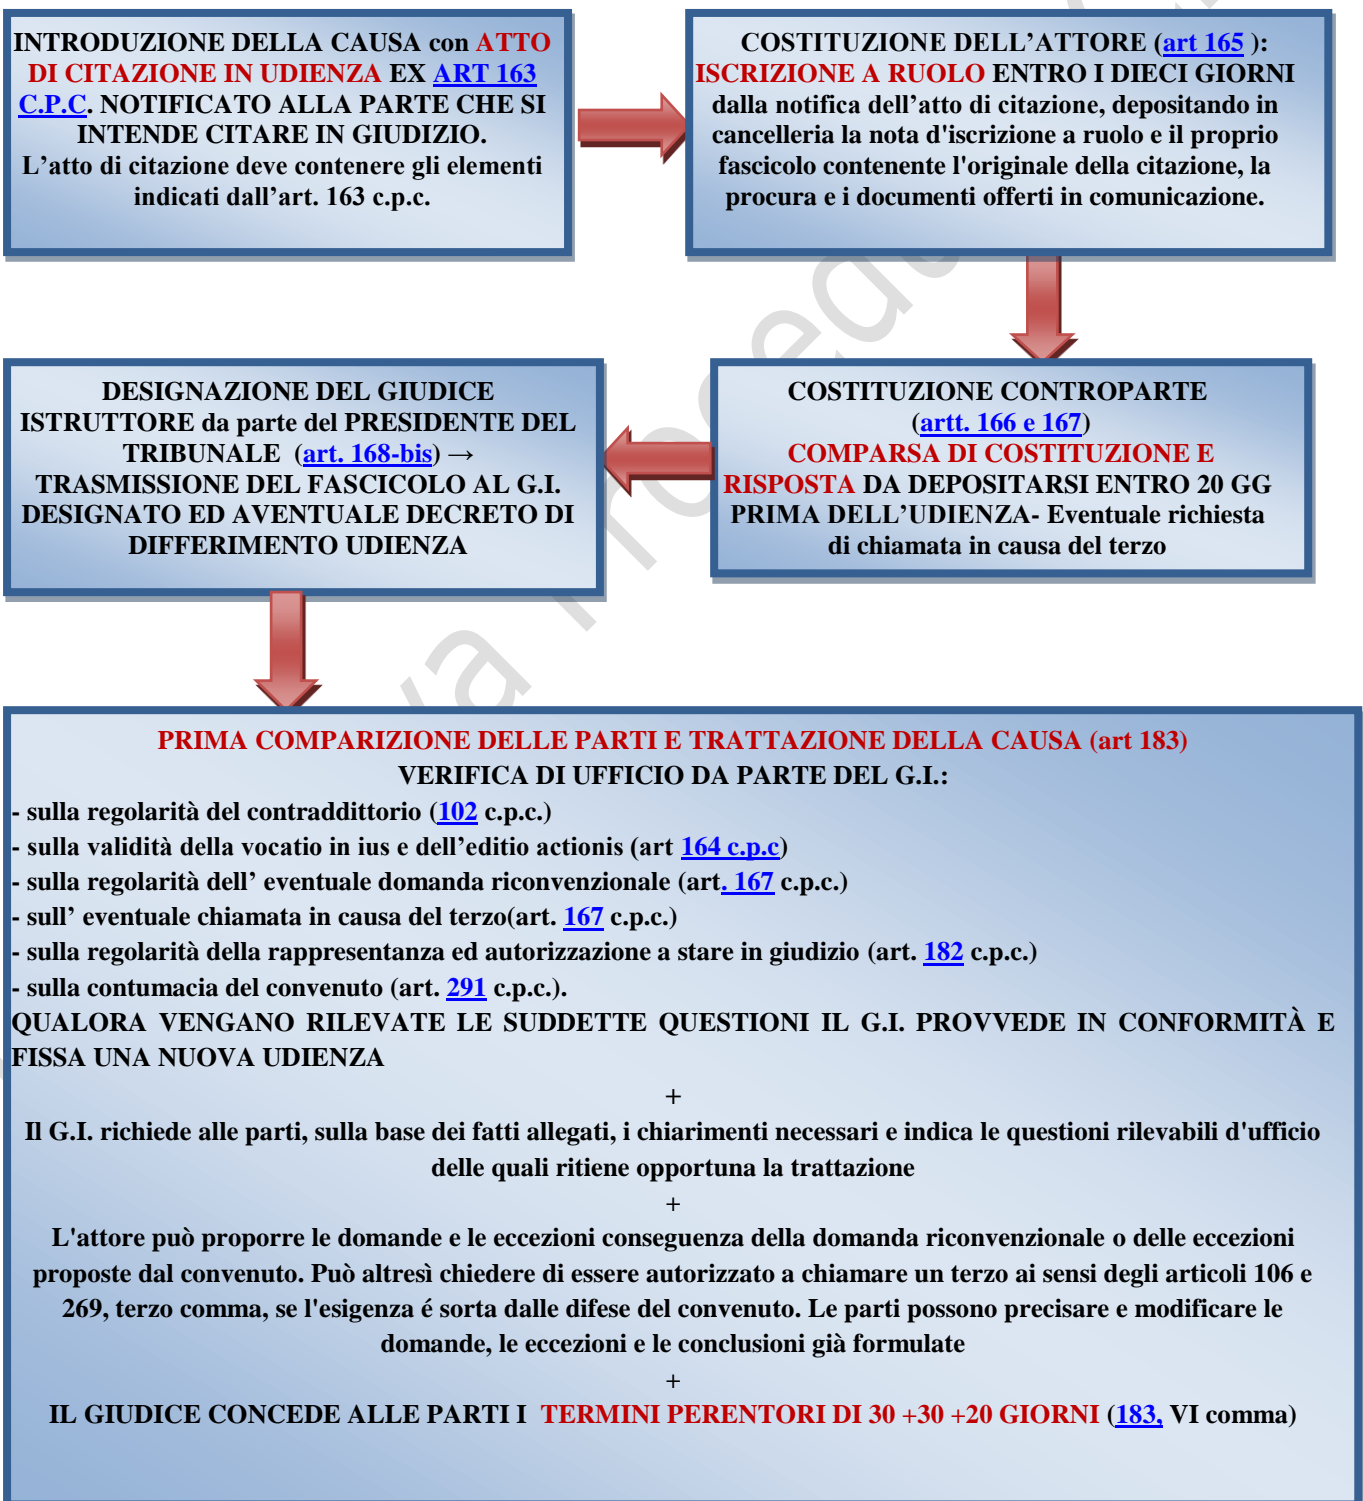 INTRODUZIONE DELLA CAUSA con ATTO
DI CITAZIONE IN UDIENZA EX ART 163
C.P.C. NOTIFICATO ALLA PARTE CHE SI
INTENDE CITARE IN GIUDIZIO.
L’atto di citazione deve contenere gli elementi
indicati dall’art. 163 c.p.c.
COSTITUZIONE DELL’ATTORE (art 165 ):
ISCRIZIONE A RUOLO ENTRO I DIECI GIORNI
dalla notifica dell’atto di citazione, depositando in
cancelleria la nota d'iscrizione a ruolo e il proprio
fascicolo contenente l'originale della citazione, la
procura e i documenti offerti in comunicazione.
COSTITUZIONE CONTROPARTE
(artt. 166 e 167)
COMPARSA DI COSTITUZIONE E
RISPOSTA DA DEPOSITARSI ENTRO 20 GG
PRIMA DELL’UDIENZA- Eventuale richiesta
di chiamata in causa del terzo
DESIGNAZIONE DEL GIUDICE
ISTRUTTORE da parte del PRESIDENTE DEL
TRIBUNALE (art. 168-bis) →
TRASMISSIONE DEL FASCICOLO AL G.I.
DESIGNATO ED AVENTUALE DECRETO DI
DIFFERIMENTO UDIENZA
PRIMA COMPARIZIONE DELLE PARTI E TRATTAZIONE DELLA CAUSA (art 183)
VERIFICA DI UFFICIO DA PARTE DEL G.I.:
- sulla regolarità del contraddittorio (102 c.p.c.)
- sulla validità della vocatio in ius e dell’editio actionis (art 164 c.p.c)
- sulla regolarità dell’ eventuale domanda riconvenzionale (art. 167 c.p.c.)
- sull’ eventuale chiamata in causa del terzo(art. 167 c.p.c.)
- sulla regolarità della rappresentanza ed autorizzazione a stare in giudizio (art. 182 c.p.c.)
- sulla contumacia del convenuto (art. 291 c.p.c.).
QUALORA VENGANO RILEVATE LE SUDDETTE QUESTIONI IL G.I. PROVVEDE IN CONFORMITÀ E
FISSA UNA NUOVA UDIENZA
+
Il G.I. richiede alle parti, sulla base dei fatti allegati, i chiarimenti necessari e indica le questioni rilevabili d'ufficio
delle quali ritiene opportuna la trattazione
+
L'attore può proporre le domande e le eccezioni conseguenza della domanda riconvenzionale o delle eccezioni
proposte dal convenuto. Può altresì chiedere di essere autorizzato a chiamare un terzo ai sensi degli articoli 106 e
269, terzo comma, se l'esigenza é sorta dalle difese del convenuto. Le parti possono precisare e modificare le
domande, le eccezioni e le conclusioni già formulate
+
IL GIUDICE CONCEDE ALLE PARTI I TERMINI PERENTORI DI 30 +30 +20 GIORNI (183, VI comma)